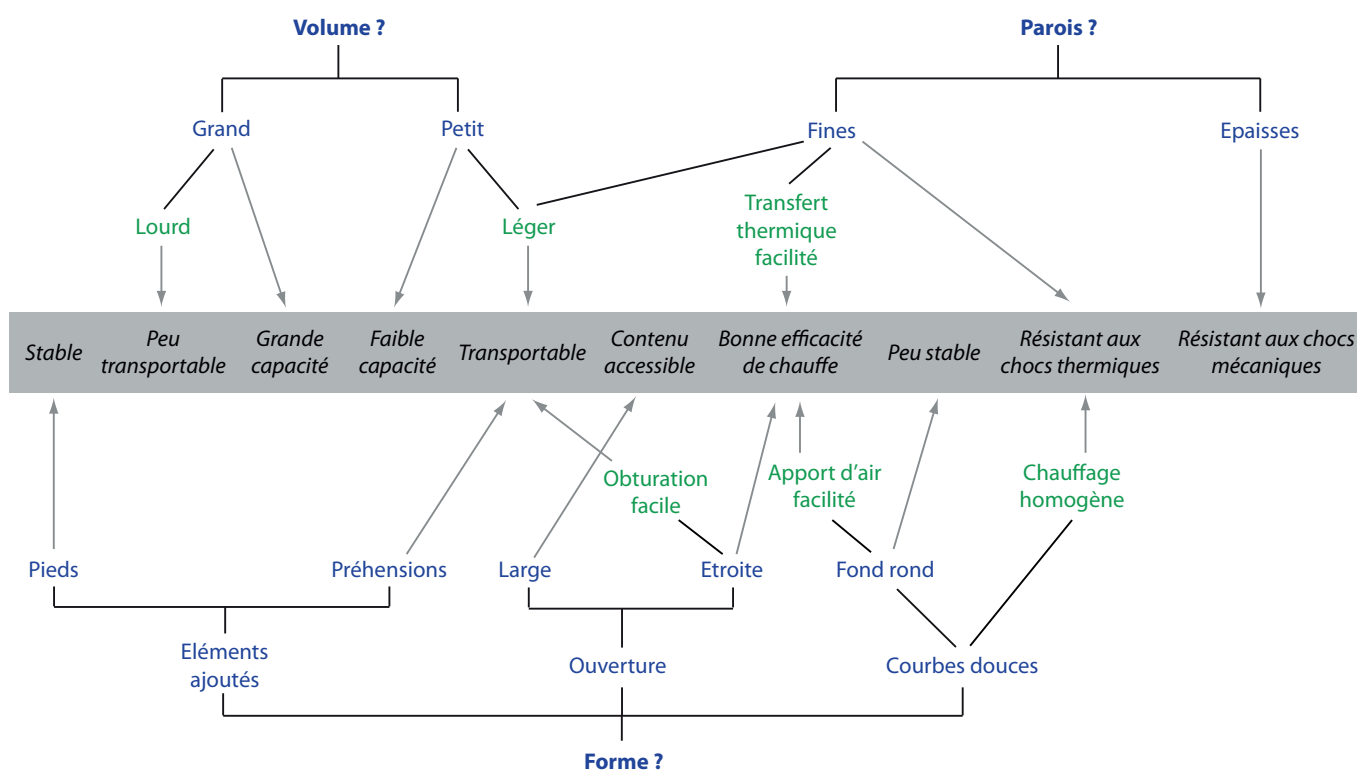 Volume ?
Parois ?
Grand
Petit
Fines
Epaisses
Lourd
Léger
Transfert
thermique
facilité
Stable
Peu
transportable
Grande
capacité
Faible
capacité
Transportable
Contenu
accessible
Bonne efficacité
de chauffe
Peu stable
Résistant aux
chocs thermiques
Résistant aux chocs
mécaniques
Obturation
facile
Apport d'air
facilité
Chauffage
homogène
Pieds
Préhensions
Large
Etroite
Fond rond
Eléments
ajoutés
Ouverture
Courbes douces
Forme ?